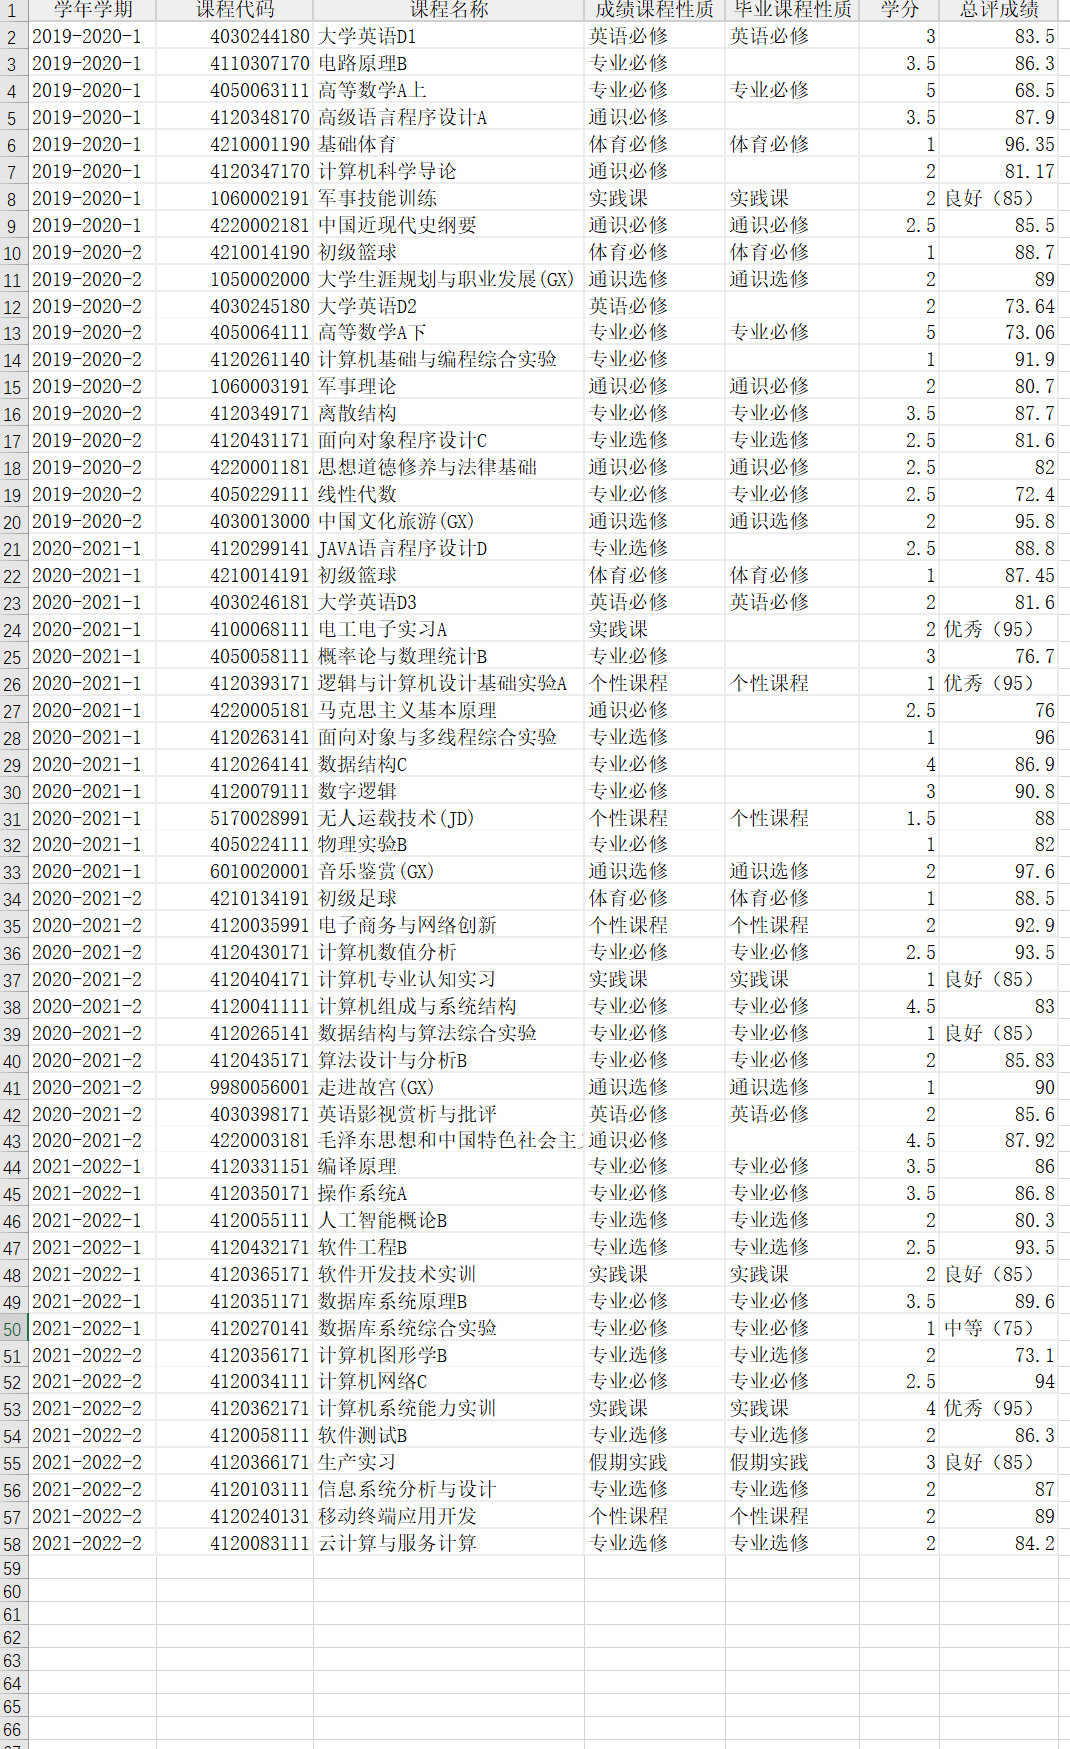 1 学年学期 课程代码 课程名称 成绩课程性质 毕业课程性质 学分 总评成绩
2 2019-2020-1 4030244180 大学英语D1 英语必修 英语必修 3 83.5
3 2019-2020-1 4110307170 电路原理B 专业必修 3.5 86.3
4 2019-2020-1 4050063111 高等数学A上 专业必修 专业必修 5 68.5
5 2019-2020-1 4120348170 高级语言程序设计A 通识必修 3.5 87.9
6 2019-2020-1 4210001190 基础体育 体育必修 体育必修 1 96.35
7 2019-2020-1 4120347170 计算机科学导论 通识必修 2 81.17
8 2019-2020-1 1060002191 军事技能训练 实践课 实践课 2 良好（85）
9 2019-2020-1 4220002181 中国近现代史纲要 通识必修 通识必修 2.5 85.5
10 2019-2020-2 4210014190 初级篮球 体育必修 体育必修 1 88.7
11 2019-2020-2 1050002000 大学生涯规划与职业发展(GX) 通识选修 通识选修 2 89
12 2019-2020-2 4030245180 大学英语D2 英语必修 2 73.64
13 2019-2020-2 4050064111 高等数学A下 专业必修 专业必修 5 73.06
14 2019-2020-2 4120261140 计算机基础与编程综合实验 专业必修 1 91.9
15 2019-2020-2 1060003191 军事理论 通识必修 通识必修 2 80.7
16 2019-2020-2 4120349171 离散结构 专业必修 专业必修 3.5 87.7
17 2019-2020-2 4120431171 面向对象程序设计C 专业选修 专业选修 2.5 81.6
18 2019-2020-2 4220001181 思想道德修养与法律基础 通识必修 通识必修 2.5 82
19 2019-2020-2 4050229111 线性代数 专业必修 专业必修 2.5 72.4
20 2019-2020-2 4030013000 中国文化旅游(GX) 通识选修 通识选修 2 95.8
21 2020-2021-1 4120299141 JAVA语言程序设计D 专业选修 2.5 88.8
22 2020-2021-1 4210014191 初级篮球 体育必修 体育必修 1 87.45
23 2020-2021-1 4030246181 大学英语D3 英语必修 英语必修 2 81.6
24 2020-2021-1 4100068111 电工电子实习A 实践课 2 优秀（95）
25 2020-2021-1 4050058111 概率论与数理统计B 专业必修 3 76.7
26 2020-2021-1 4120393171 逻辑与计算机设计基础实验A 个性课程 个性课程 1 优秀（95）
27 2020-2021-1 4220005181 马克思主义基本原理 通识必修 2.5 76
28 2020-2021-1 4120263141 面向对象与多线程综合实验 专业选修 1 96
29 2020-2021-1 4120264141 数据结构C 专业必修 4 86.9
30 2020-2021-1 4120079111 数字逻辑 专业必修 3 90.8
31 2020-2021-1 5170028991 无人运载技术(JD) 个性课程 个性课程 1.5 88
32 2020-2021-1 4050224111 物理实验B 专业必修 1 82
33 2020-2021-1 6010020001 音乐鉴赏(GX) 通识选修 通识选修 2 97.6
34 2020-2021-2 4210134191 初级足球 体育必修 体育必修 1 88.5
35 2020-2021-2 4120035991 电子商务与网络创新 个性课程 个性课程 2 92.9
36 2020-2021-2 4120430171 计算机数值分析 专业必修 专业必修 2.5 93.5
37 2020-2021-2 4120404171 计算机专业认知实习 实践课 实践课 1 良好（85）
38 2020-2021-2 4120041111 计算机组成与系统结构 专业必修 专业必修 4.5 83
39 2020-2021-2 4120265141 数据结构与算法综合实验 专业必修 专业必修 1 良好（85）
40 2020-2021-2 4120435171 算法设计与分析B 专业必修 专业必修 2 85.83
41 2020-2021-2 9980056001 走进故宫(GX) 通识选修 通识选修 1 90
42 2020-2021-2 4030398171 英语影视赏析与批评 英语必修 英语必修 2 85.6
43 2020-2021-2 4220003181 毛泽东思想和中国特色社会主 通识必修 4.5 87.92
44 2021-2022-1 4120331151 编译原理 专业必修 专业必修 3.5 86
45 2021-2022-1 4120350171 操作系统A 专业必修 专业必修 3.5 86.8
46 2021-2022-1 4120055111 人工智能概论B 专业选修 专业选修 2 80.3
47 2021-2022-1 4120432171 软件工程B 专业选修 专业选修 2.5 93.5
48 2021-2022-1 4120365171 软件开发技术实训 实践课 实践课 2 良好（85）
49 2021-2022-1 4120351171 数据库系统原理B 专业必修 专业必修 3.5 89.6
50 2021-2022-1 4120270141 数据库系统综合实验 专业必修 专业必修 1 中等（75）
51 2021-2022-2 4120356171 计算机图形学B 专业选修 专业选修 2 73.1
52 2021-2022-2 4120034111 计算机网络C 专业必修 专业必修 2.5 94
53 2021-2022-2 4120362171 计算机系统能力实训 实践课 实践课 4 优秀（95）
54 2021-2022-2 4120058111 软件测试B 专业选修 专业选修 2 86.3
55 2021-2022-2 4120366171 生产实习 假期实践 假期实践 3 良好（85）
56 2021-2022-2 4120103111 信息系统分析与设计 专业选修 专业选修 2 87
57 2021-2022-2 4120240131 移动终端应用开发 个性课程 个性课程 2 89
58 2021-2022-2 4120083111 云计算与服务计算 专业选修 专业选修 2 84.2
59
60
61
62
63
64
65
66